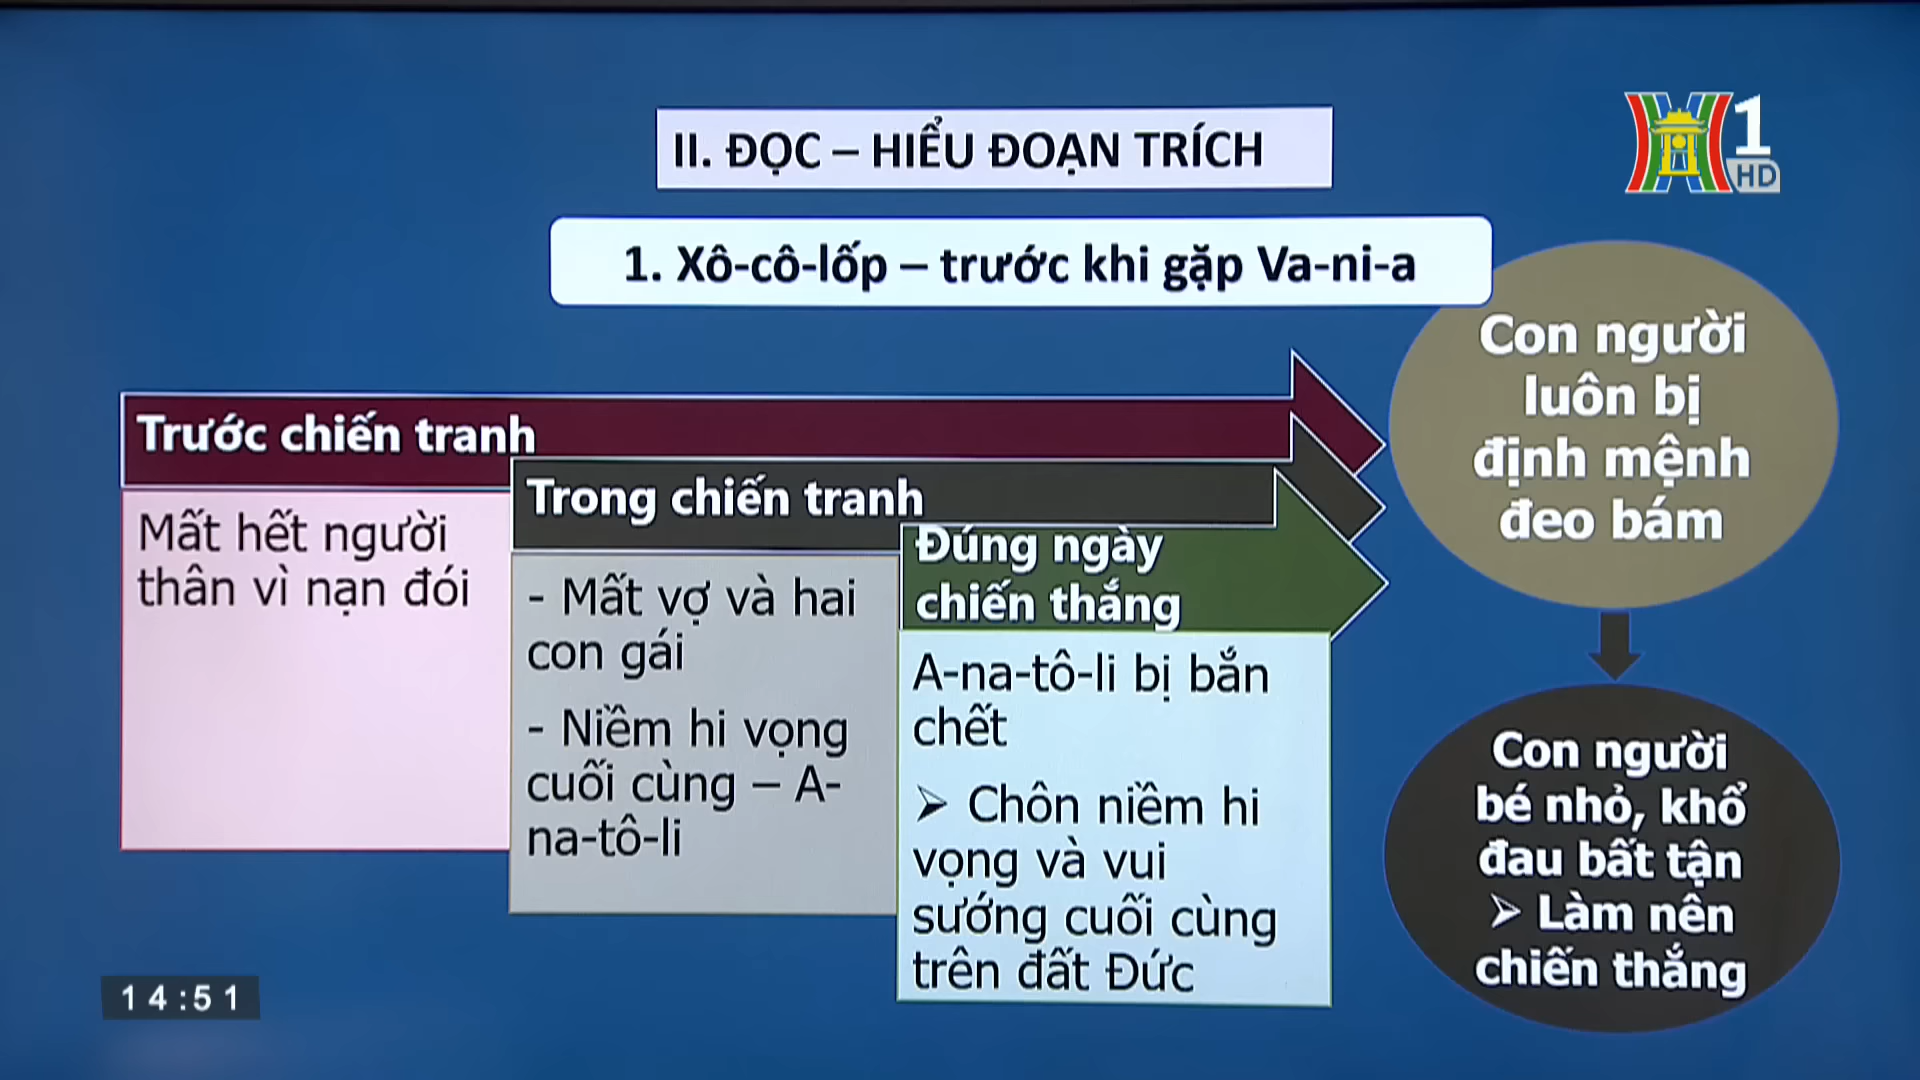 II. ĐỌC – HIỂU ĐOẠN TRÍCH
1
HD
1. Xô-cô-lốp – trước khi gặp Va-ni-a
Trước chiến tranh
Mất hết người
thân vì nạn đói
Trong chiến tranh
- Mất vợ và hai
con gái
- Niềm hi vọng
cuối cùng – A-
na-tô-li
Đúng ngày
chiến thắng
A-na-tô-li bị bắn
chết
➢ Chôn niềm hi
vọng và vui
sướng cuối cùng
trên đất Đức
Con người
luôn bị
định mệnh
đeo bám
Con người
bé nhỏ, khổ
đau bất tận
➢ Làm nên
chiến thắng
14:51